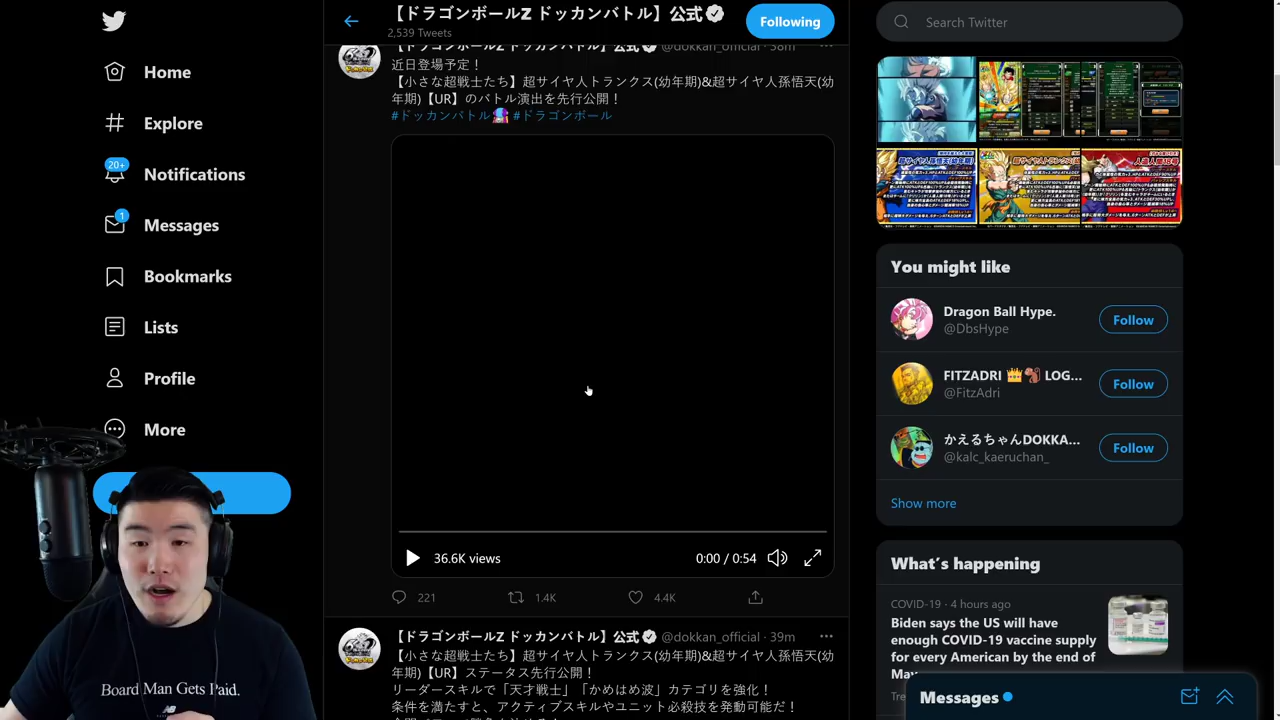 【ドラゴンボールZ ドッカンバトル】公式
2,539 Tweets
Following
Search Twitter
Home
Explore
20+
Notifications
1
Messages
Bookmarks
Lists
Profile
More
【ドラゴンボールZ ドッカンバトル】公式 @dokkan_official · 38m
近日登場予定！
【小さな超戦士たち】超サイヤ人トランクス(幼年期)&超サイヤ人孫悟天(幼
年期)【UR】のバトル演出を先行公開！
#ドッカンバトル #ドラゴンボール
36.6K views
0:00 / 0:54
221
1.4K
4.4K
【ドラゴンボールZ ドッカンバトル】公式 @dokkan_official · 39m
【小さな超戦士たち】超サイヤ人トランクス(幼年期)&超サイヤ人孫悟天(幼
年期)【UR】ステータス先行公開！
リーダースキルで「天才戦士」「かめはめ波」カテゴリを強化！
条件を満たすと、アクティブスキルやユニット必殺技を発動可能だ！
You might like
Dragon Ball Hype.
@DbsHype
Follow
FITZADRI 👑🐿 LOG...
@FitzAdri
Follow
かえるちゃんDOKKA...
@kalc_kaeruchan_
Follow
Show more
What's happening
COVID-19 · 4 hours ago
Biden says the US will have
enough COVID-19 vaccine supply
for every American by the end of
May
Messages
Board Man Gets Paid.